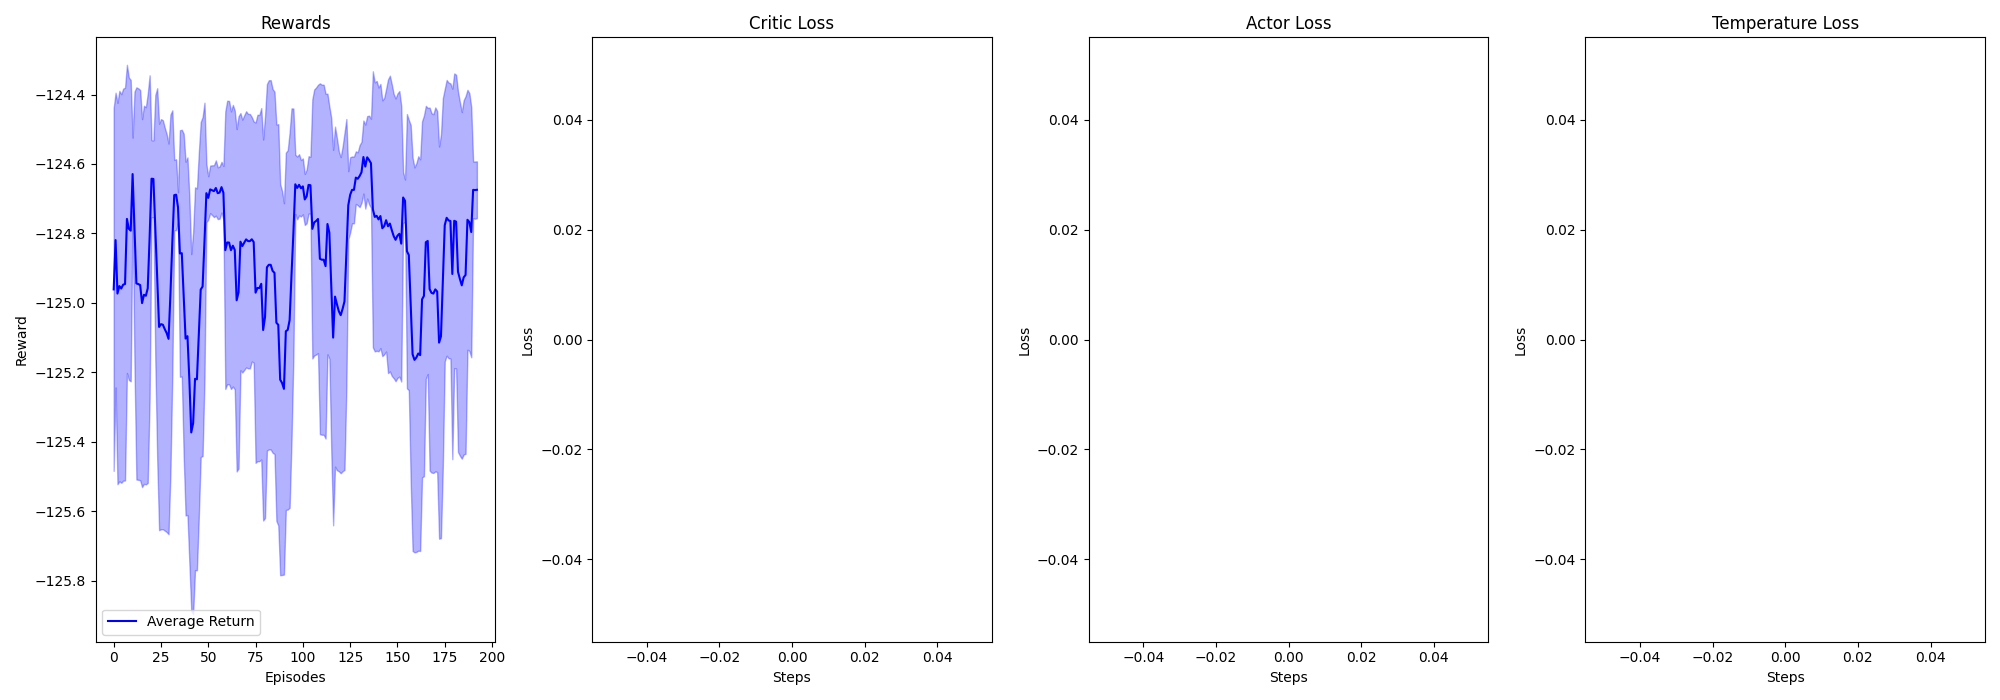 Rewards
Critic Loss
Actor Loss
Temperature Loss
Reward
−124.4
−124.6
−124.8
−125.0
−125.2
−125.4
−125.6
−125.8
Average Return
0 25 50 75 100 125 150 175 200
Episodes
Loss
0.04
0.02
0.00
−0.02
−0.04
−0.04 −0.02 0.00 0.02 0.04
Steps
Loss
0.04
0.02
0.00
−0.02
−0.04
−0.04 −0.02 0.00 0.02 0.04
Steps
Loss
0.04
0.02
0.00
−0.02
−0.04
−0.04 −0.02 0.00 0.02 0.04
Steps